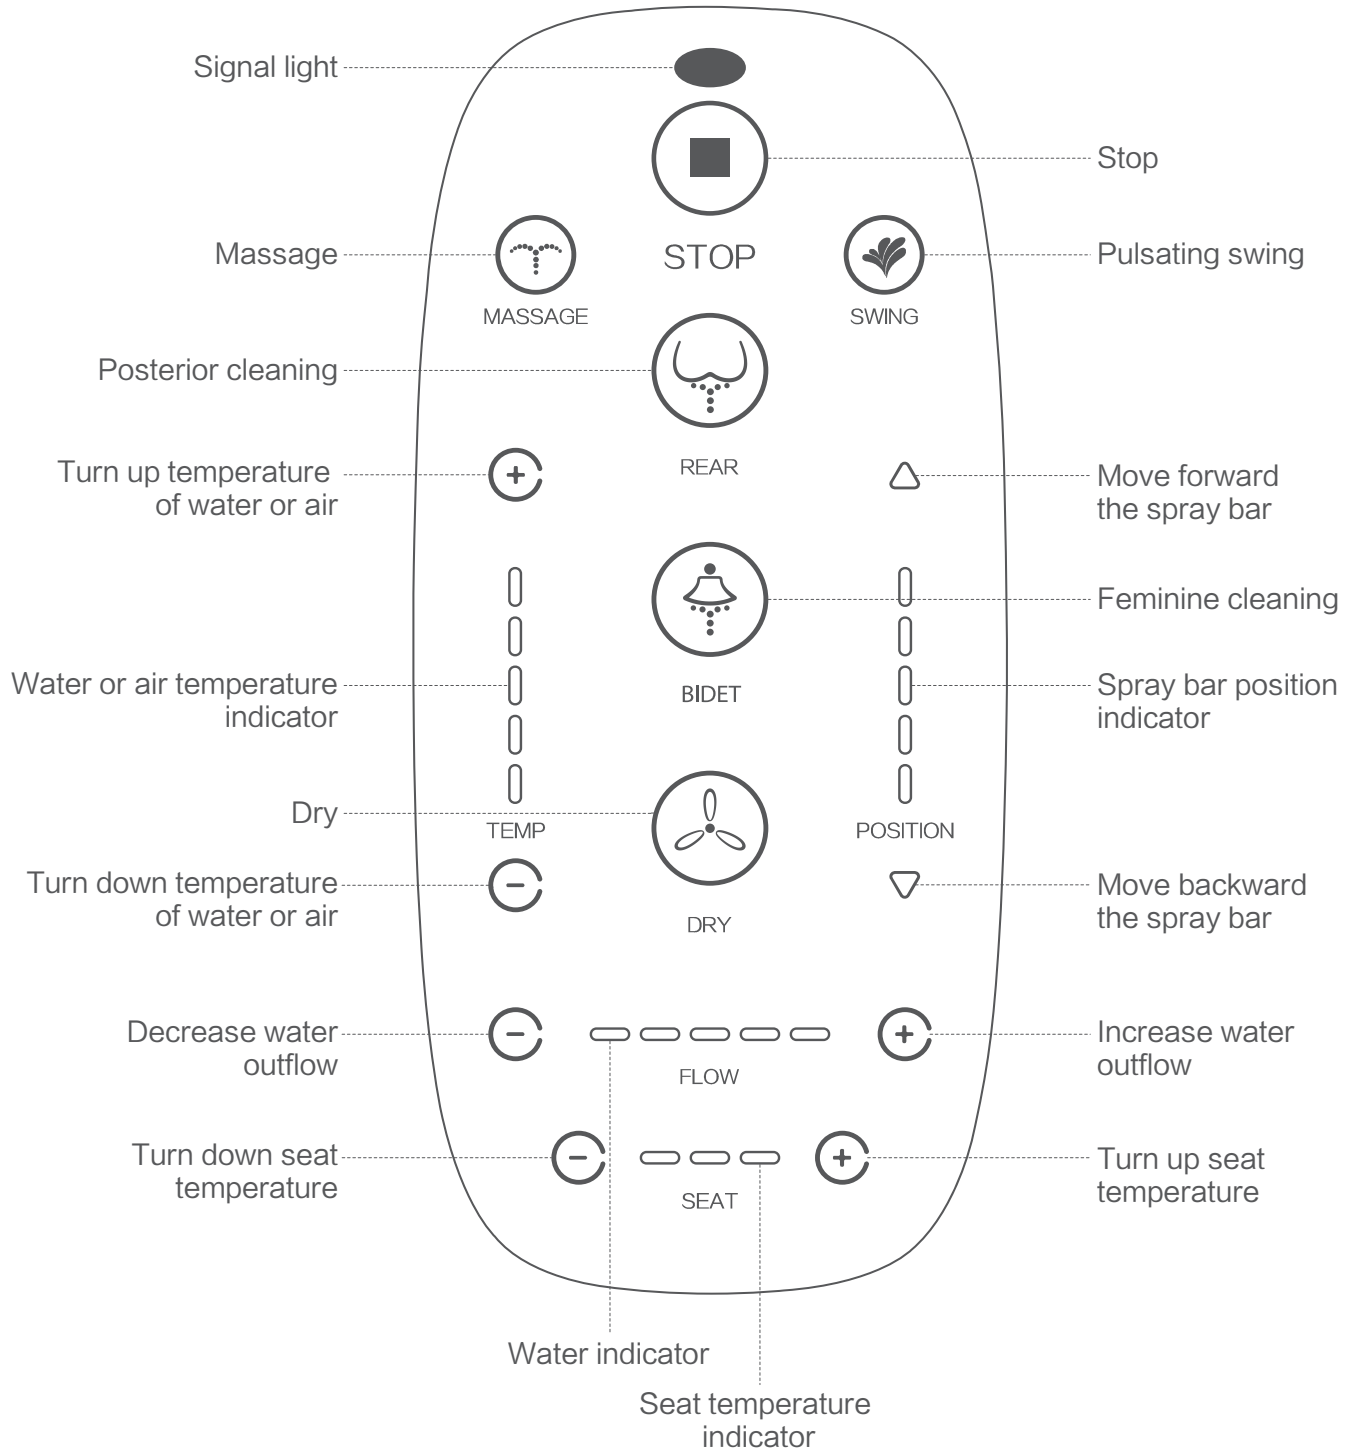 Signal light
Stop
Massage
STOP
Pulsating swing
MASSAGE
SWING
Posterior cleaning
REAR
Turn up temperature
of water or air
Move forward
the spray bar
Feminine cleaning
Water or air temperature
indicator
BIDET
Spray bar position
indicator
Dry
TEMP
POSITION
Turn down temperature
of water or air
Move backward
the spray bar
DRY
Decrease water
outflow
Increase water
outflow
FLOW
Turn down seat
temperature
Turn up seat
temperature
SEAT
Water indicator
Seat temperature
indicator